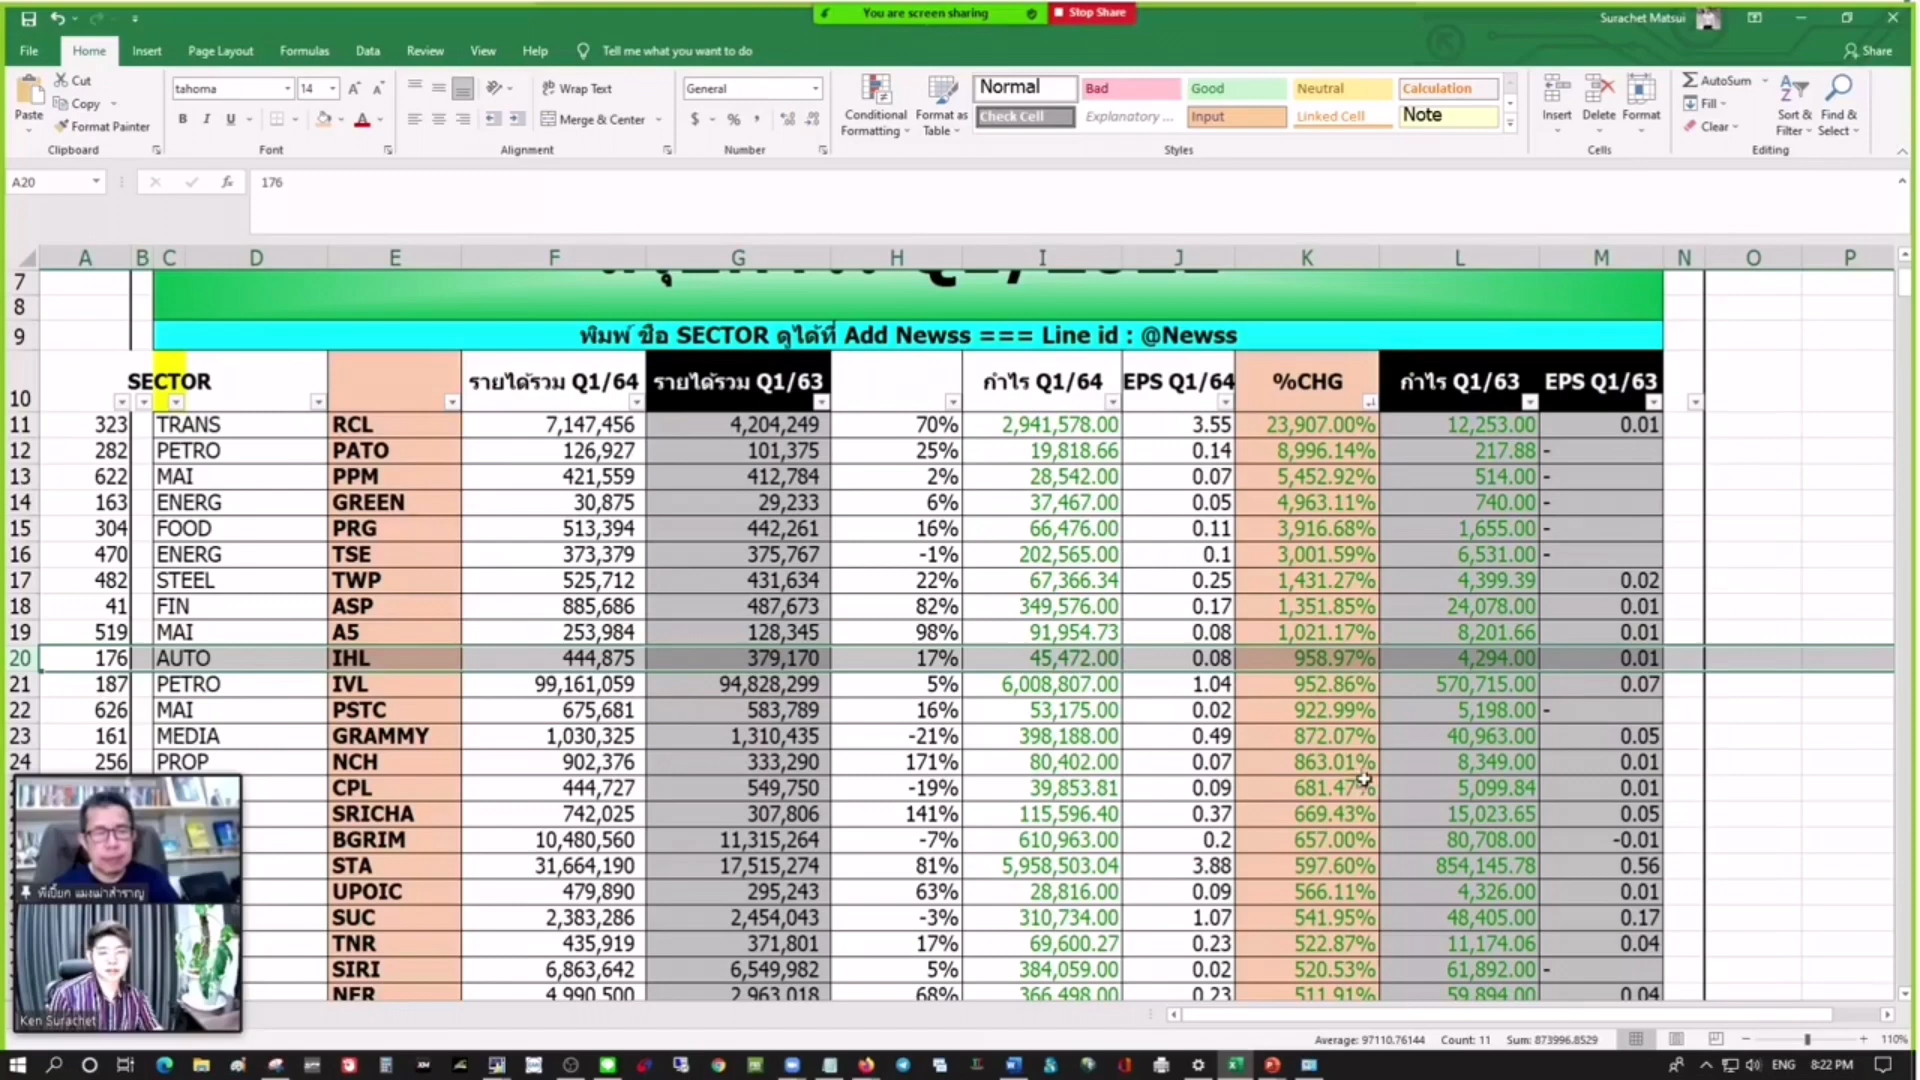 You are screen sharing Stop Share
Surachet Matsui
File Home Insert Page Layout Formulas Data Review View Help Tell me what you want to do Share
Paste Cut Copy Format Painter Clipboard
tahoma 14 B I U Font
Wrap Text Merge & Center Alignment
General $ % , Number
Conditional Formatting Format as Table Normal Bad Good Neutral Calculation Check Cell Explanatory ... Input Linked Cell Note Styles
Insert Delete Format Cells
AutoSum Fill Clear Sort & Filter Find & Select Editing
A20 fx 176
A B C D E F G H I J K L M N O P
7
8
9 พิมพ์ ชื่อ SECTOR ดูได้ที่ Add Newss === Line id : @Newss
10 SECTOR รายได้รวม Q1/64 รายได้รวม Q1/63 กำไร Q1/64 EPS Q1/64 %CHG กำไร Q1/63 EPS Q1/63
11 323 TRANS RCL 7,147,456 4,204,249 70% 2,941,578.00 3.55 23,907.00% 12,253.00 0.01
12 282 PETRO PATO 126,927 101,375 25% 19,818.66 0.14 8,996.14% 217.88 -
13 622 MAI PPM 421,559 412,784 2% 28,542.00 0.07 5,452.92% 514.00 -
14 163 ENERG GREEN 30,875 29,233 6% 37,467.00 0.05 4,963.11% 740.00 -
15 304 FOOD PRG 513,394 442,261 16% 66,476.00 0.11 3,916.68% 1,655.00 -
16 470 ENERG TSE 373,379 375,767 -1% 202,565.00 0.1 3,001.59% 6,531.00 -
17 482 STEEL TWP 525,712 431,634 22% 67,366.34 0.25 1,431.27% 4,399.39 0.02
18 41 FIN ASP 885,686 487,673 82% 349,576.00 0.17 1,351.85% 24,078.00 0.01
19 519 MAI A5 253,984 128,345 98% 91,954.73 0.08 1,021.17% 8,201.66 0.01
20 176 AUTO IHL 444,875 379,170 17% 45,472.00 0.08 958.97% 4,294.00 0.01
21 187 PETRO IVL 99,161,059 94,828,299 5% 6,008,807.00 1.04 952.86% 570,715.00 0.07
22 626 MAI PSTC 675,681 583,789 16% 53,175.00 0.02 922.99% 5,198.00 -
23 161 MEDIA GRAMMY 1,030,325 1,310,435 -21% 398,188.00 0.49 872.07% 40,963.00 0.05
24 256 PROP NCH 902,376 333,290 171% 80,402.00 0.07 863.01% 8,349.00 0.01
CPL 444,727 549,750 -19% 39,853.81 0.09 681.47% 5,099.84 0.01
SRICHA 742,025 307,806 141% 115,596.40 0.37 669.43% 15,023.65 0.05
BGRIM 10,480,560 11,315,264 -7% 610,963.00 0.2 657.00% 80,708.00 -0.01
STA 31,664,190 17,515,274 81% 5,958,503.04 3.88 597.60% 854,145.78 0.56
UPOIC 479,890 295,243 63% 28,816.00 0.09 566.11% 4,326.00 0.01
SUC 2,383,286 2,454,043 -3% 310,734.00 1.07 541.95% 48,405.00 0.17
TNR 435,919 371,801 17% 69,600.27 0.23 522.87% 11,174.06 0.04
SIRI 6,863,642 6,549,982 5% 384,059.00 0.02 520.53% 61,892.00 -
NER 4,990,500 2,963,018 68% 366,498.00 0.23 511.91% 59,894.00 0.04
พี่เปี๊ยก แมงเม่าสำราญ
Ken Surachet
Average: 97110.76144 Count: 11 Sum: 873996.8529 110%
ENG 8:22 PM